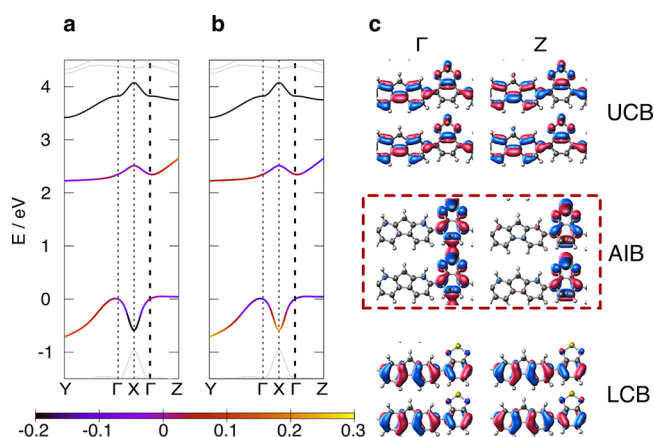 a
b
c
Γ
Z
4
3
2
1
0
-1
E / eV
Y
Γ
X
Γ
Z
Y
Γ
X
Γ
Z
-0.2
-0.1
0
0.1
0.2
0.3
UCB
AIB
LCB